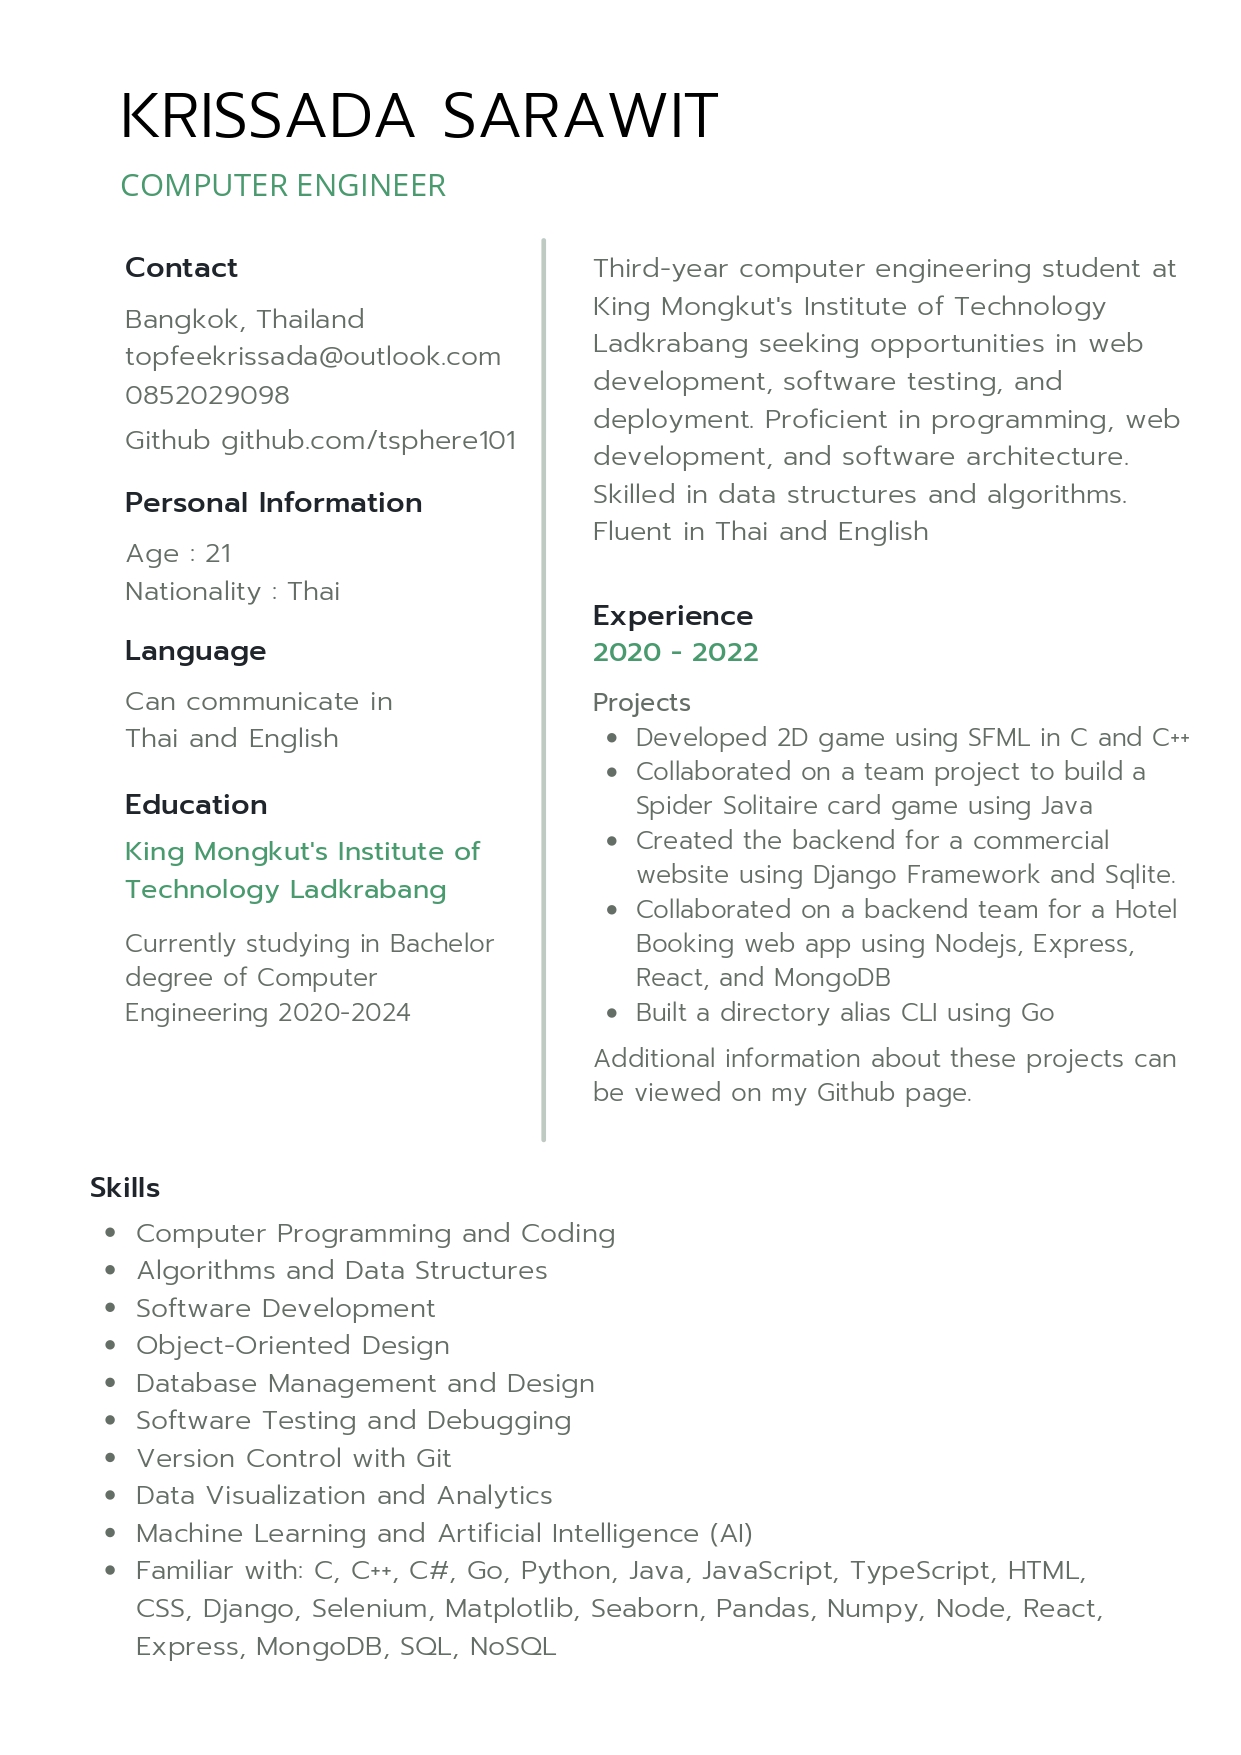 KRISSADA SARAWIT
COMPUTER ENGINEER
Contact
Bangkok, Thailand
topfeekrissada@outlook.com
0852029098
Github github.com/tsphere101
Personal Information
Age : 21
Nationality : Thai
Language
Can communicate in
Thai and English
Education
King Mongkut's Institute of
Technology Ladkrabang
Currently studying in Bachelor
degree of Computer
Engineering 2020-2024
Third-year computer engineering student at
King Mongkut's Institute of Technology
Ladkrabang seeking opportunities in web
development, software testing, and
deployment. Proficient in programming, web
development, and software architecture.
Skilled in data structures and algorithms.
Fluent in Thai and English
Experience
2020 - 2022
Projects
• Developed 2D game using SFML in C and C++
• Collaborated on a team project to build a
Spider Solitaire card game using Java
• Created the backend for a commercial
website using Django Framework and Sqlite.
• Collaborated on a backend team for a Hotel
Booking web app using Nodejs, Express,
React, and MongoDB
• Built a directory alias CLI using Go
Additional information about these projects can
be viewed on my Github page.
Skills
• Computer Programming and Coding
• Algorithms and Data Structures
• Software Development
• Object-Oriented Design
• Database Management and Design
• Software Testing and Debugging
• Version Control with Git
• Data Visualization and Analytics
• Machine Learning and Artificial Intelligence (AI)
• Familiar with: C, C++, C#, Go, Python, Java, JavaScript, TypeScript, HTML,
CSS, Django, Selenium, Matplotlib, Seaborn, Pandas, Numpy, Node, React,
Express, MongoDB, SQL, NoSQL